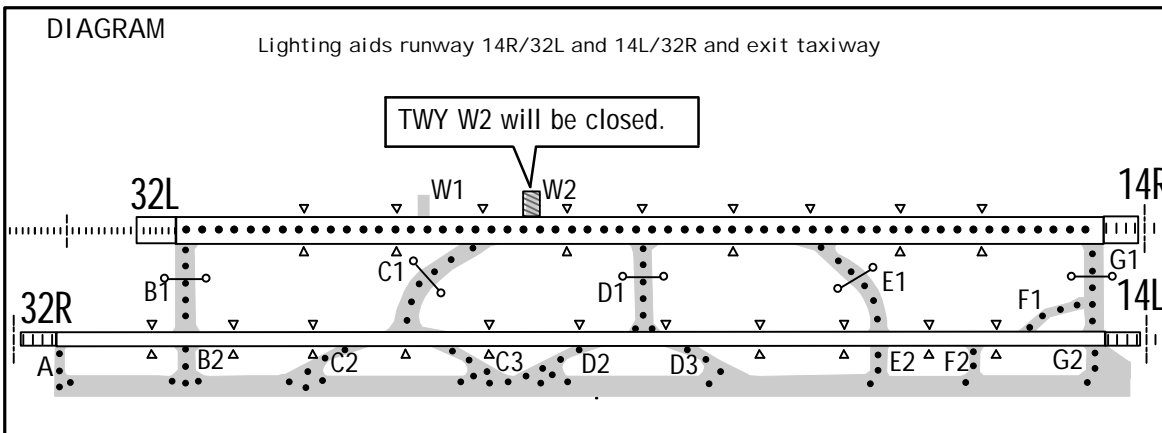 DIAGRAM
Lighting aids runway 14R/32L and 14L/32R and exit taxiway
TWY W2 will be closed.
32L
W1
W2
14R
B1
C1
D1
E1
G1
32R
F1
14L
A
B2
C2
C3
D2
D3
E2
F2
G2